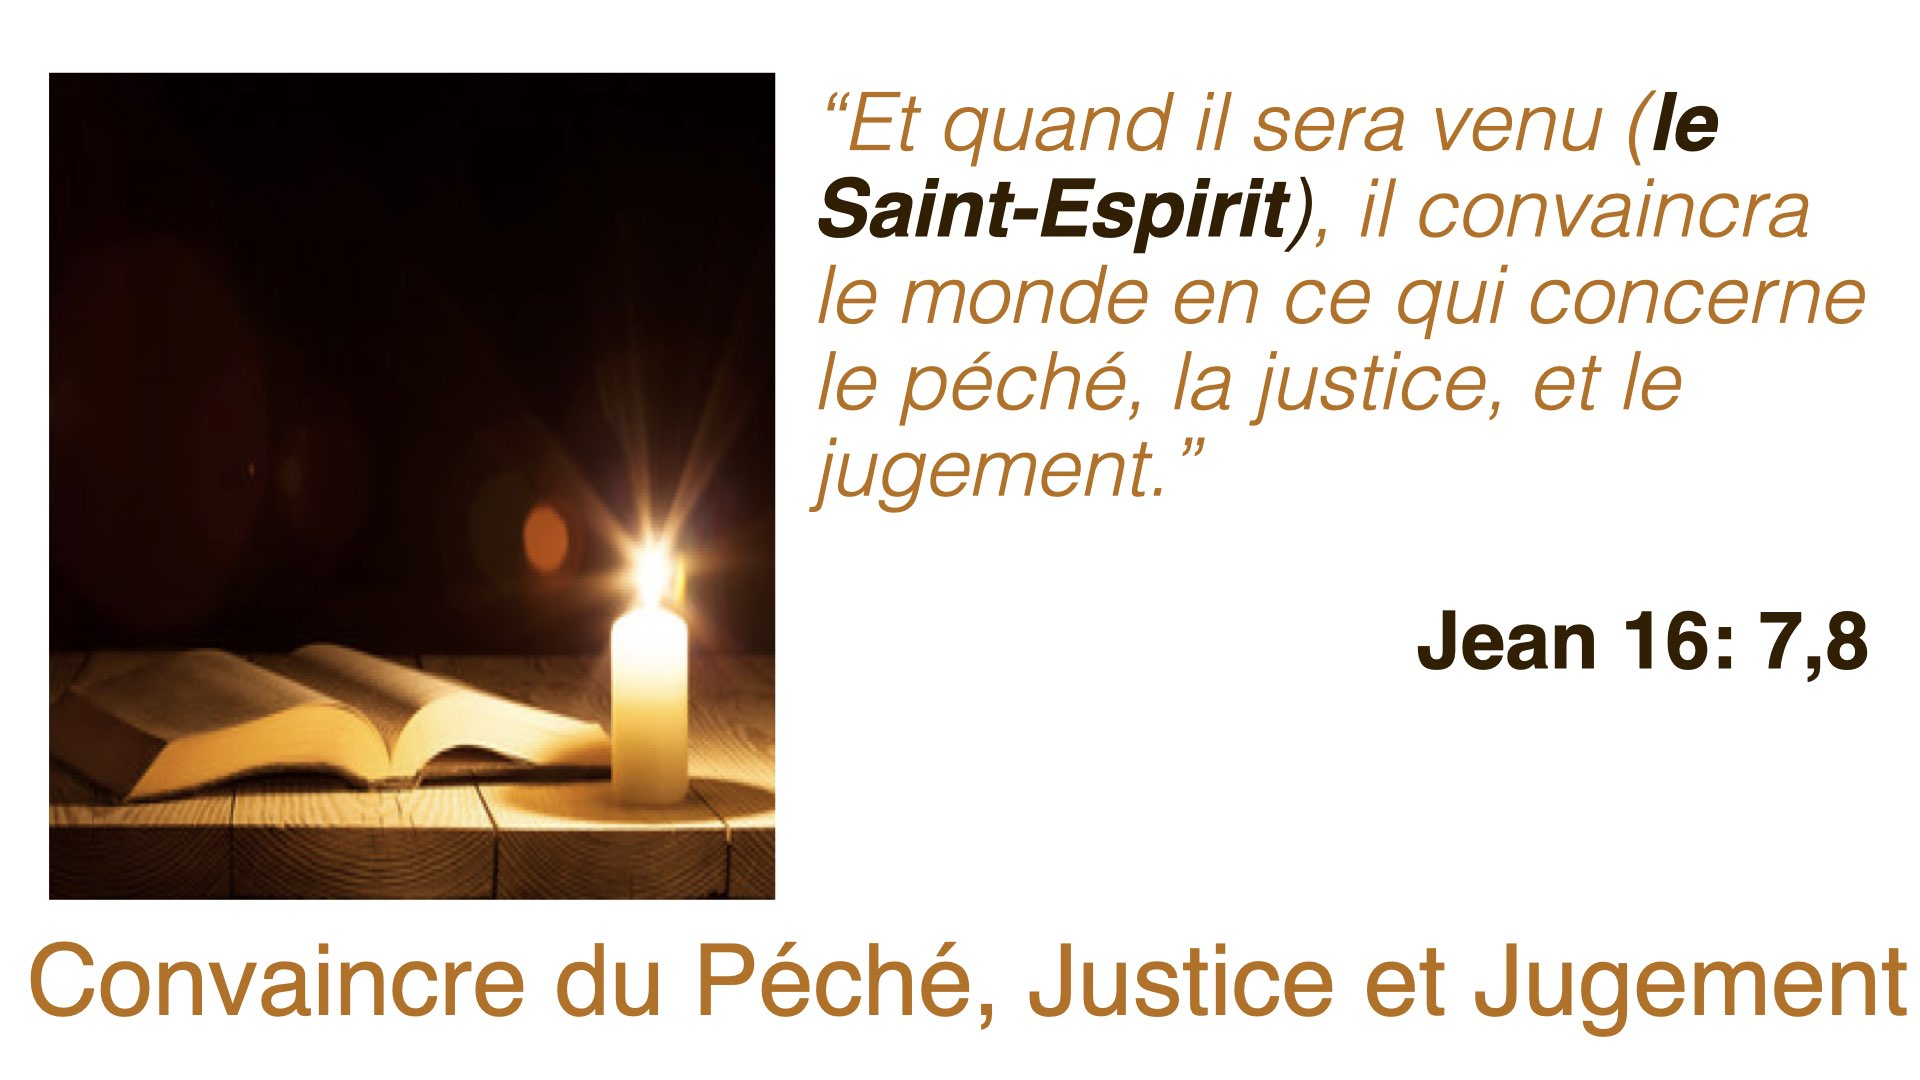 “Et quand il sera venu (le
Saint-Espirit), il convaincra
le monde en ce qui concerne
le péché, la justice, et le
jugement.”
Jean 16: 7,8
Convaincre du Péché, Justice et Jugement